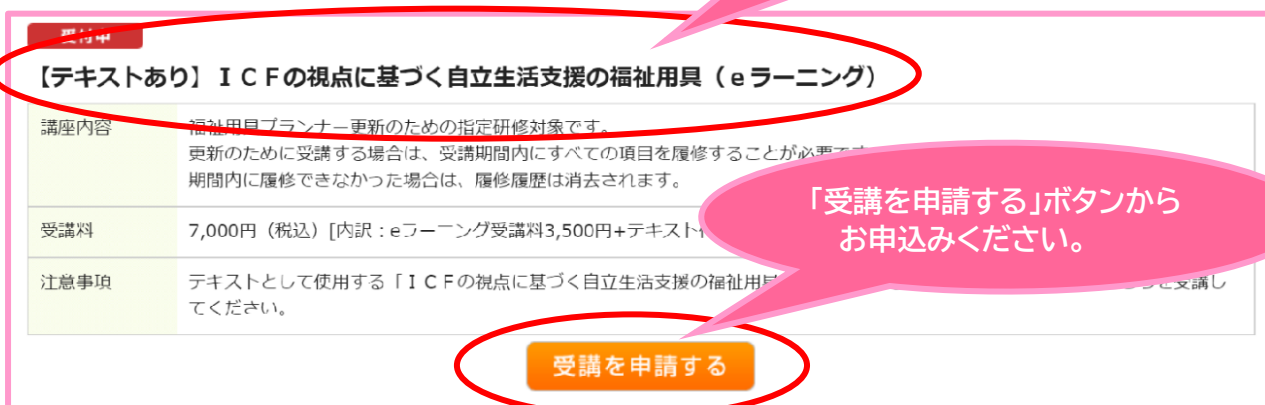 受付中
【テキストあり】ＩＣＦの視点に基づく自立生活支援の福祉用具（ｅラーニング）
講座内容
福祉用具プランナー更新のための指定研修対象です。
更新のために受講する場合は、受講期間内にすべての項目を履修することが必要です
期間内に履修できなかった場合は、履修履歴は消去されます。
「受講を申請する」ボタンから
お申込みください。
受講料
7,000円（税込）[内訳：eラーニング受講料3,500円+テキスト
注意事項
テキストとして使用する「ＩＣＦの視点に基づく自立生活支援の福祉用具
を受講し
てください。
受講を申請する